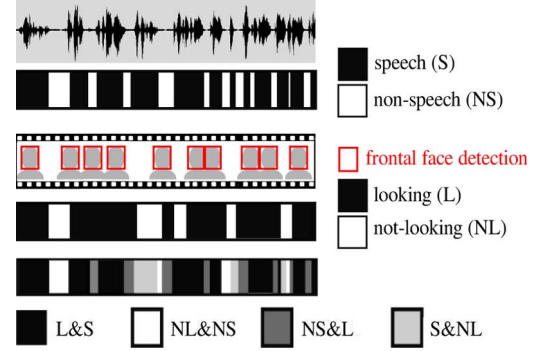 speech (S)
non-speech (NS)
frontal face detection
looking (L)
not-looking (NL)
L&S NL&NS NS&L S&NL